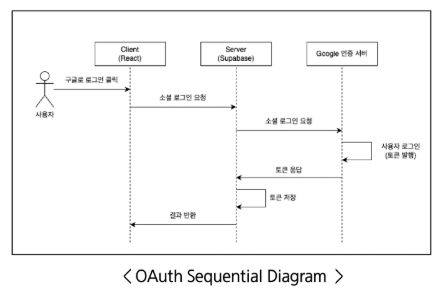 Client
(React)
Server
(Supabase)
Google 인증 서버
구글로 로그인 클릭
사용자
소셜 로그인 요청
소셜 로그인 요청
사용자 로그인
(토큰 발행)
토큰 응답
토큰 저장
결과 반환
< OAuth Sequential Diagram >